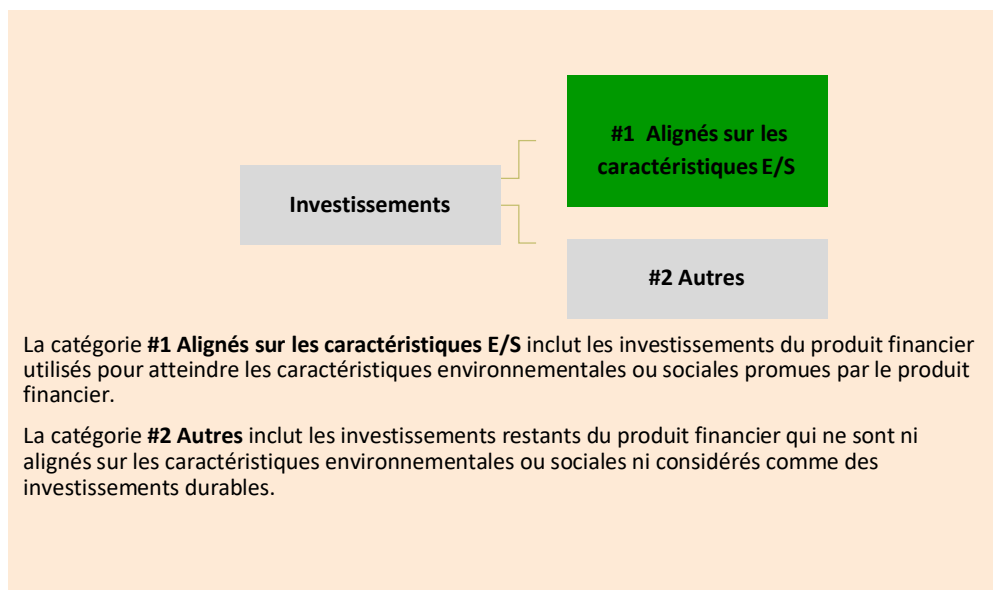 #1 Alignés sur les
caractéristiques E/S
Investissements
#2 Autres
La catégorie #1 Alignés sur les caractéristiques E/S inclut les investissements du produit financier
utilisés pour atteindre les caractéristiques environnementales ou sociales promues par le produit
financier.
La catégorie #2 Autres inclut les investissements restants du produit financier qui ne sont ni
alignés sur les caractéristiques environnementales ou sociales ni considérés comme des
investissements durables.